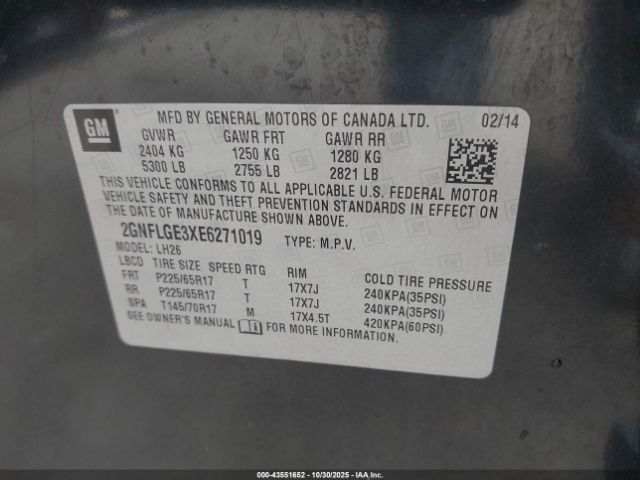 GM
MFD BY GENERAL MOTORS OF CANADA LTD. 02/14
GVWR GAWR FRT GAWR RR
2404 KG 1250 KG 1280 KG
5300 LB 2755 LB 2821 LB
THIS VEHICLE CONFORMS TO ALL APPLICABLE U.S. FEDERAL MOTOR
VEHICLE SAFETY AND THEFT PREVENTION STANDARDS IN EFFECT ON
THE DATE OF MANUFACTURE SHOWN ABOVE.
2GNFLGE3XE6271019 TYPE: M.P.V.
MODEL: LH26
LBCD TIRE SIZE SPEED RTG RIM COLD TIRE PRESSURE
FRT P225/65R17 T 17X7J 240KPA(35PSI)
RR P225/65R17 T 17X7J 240KPA(35PSI)
SPA T145/70R17 M 17X4.5T 420KPA(60PSI)
SEE OWNER'S MANUAL FOR MORE INFORMATION.
000-43551652 - 10/30/2025 - IAAI.COM